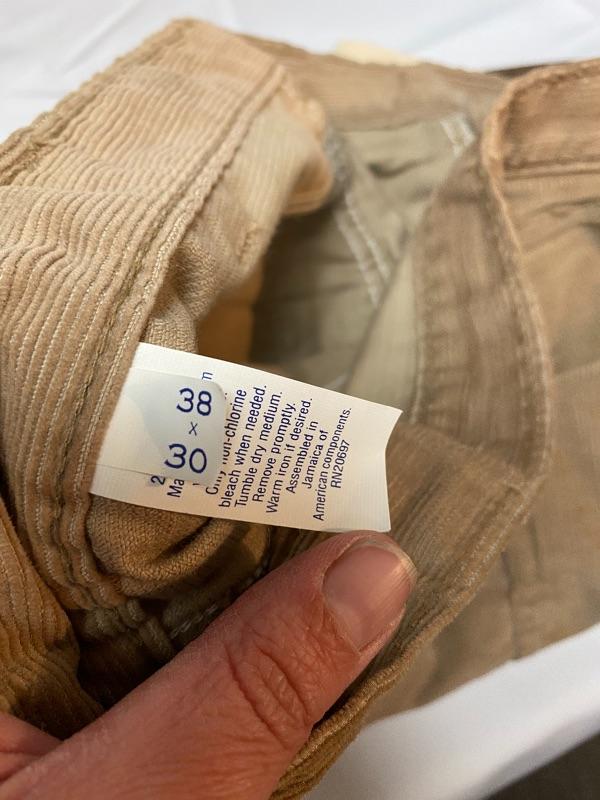 38
x
30
non-chlorine
bleach when needed.
Tumble dry medium.
Remove promptly.
Warm iron if desired.
Assembled in
Jamaica of
American components.
RN20697